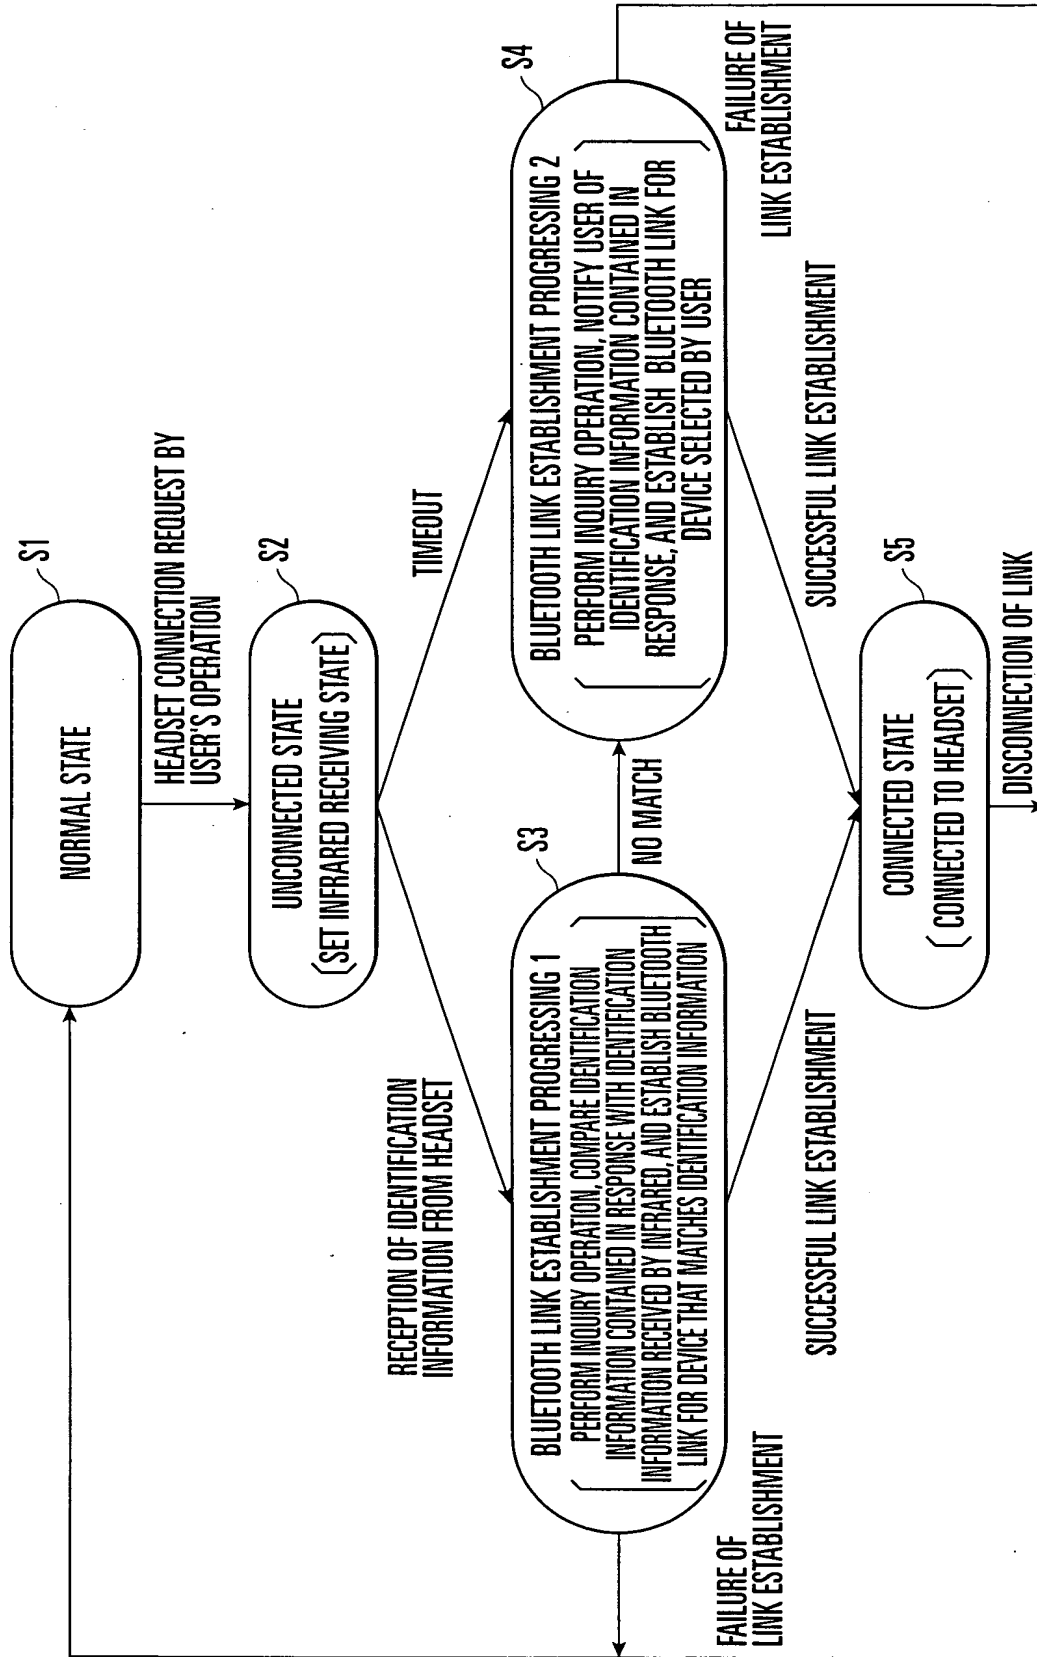 NORMAL STATE
S1
HEADSET CONNECTION REQUEST BY
USER'S OPERATION
UNCONNECTED STATE
(SET INFRARED RECEIVING STATE)
S2
RECEPTION OF IDENTIFICATION
INFORMATION FROM HEADSET
TIMEOUT
BLUETOOTH LINK ESTABLISHMENT PROGRESSING 1
PERFORM INQUIRY OPERATION, COMPARE IDENTIFICATION
INFORMATION CONTAINED IN RESPONSE WITH IDENTIFICATION
INFORMATION RECEIVED BY INFRARED, AND ESTABLISH BLUETOOTH
LINK FOR DEVICE THAT MATCHES IDENTIFICATION INFORMATION
S3
NO MATCH
BLUETOOTH LINK ESTABLISHMENT PROGRESSING 2
PERFORM INQUIRY OPERATION, NOTIFY USER OF
IDENTIFICATION INFORMATION CONTAINED IN
RESPONSE, AND ESTABLISH BLUETOOTH LINK FOR
DEVICE SELECTED BY USER
S4
FAILURE OF
LINK ESTABLISHMENT
SUCCESSFUL LINK ESTABLISHMENT
SUCCESSFUL LINK ESTABLISHMENT
FAILURE OF
LINK ESTABLISHMENT
CONNECTED STATE
(CONNECTED TO HEADSET)
S5
DISCONNECTION OF LINK